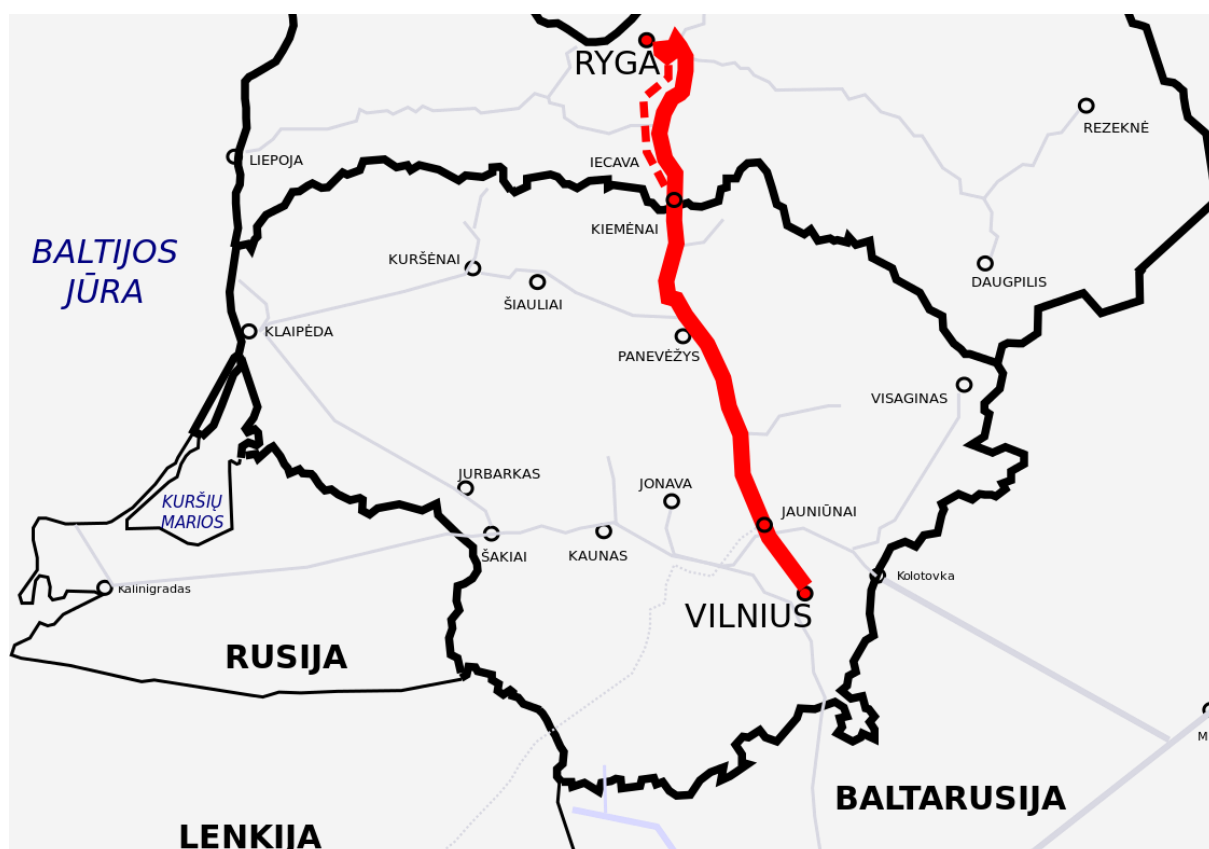 RYGA
REZEKNĖ
LIEPOJA
IECAVA
KIEMĖNAI
BALTIJOS
JŪRA
KURŠĖNAI
ŠIAULIAI
DAUGPILIS
KLAIPĖDA
PANEVĖŽYS
VISAGINAS
JURBARKAS
JONAVA
KURŠIŲ
MARIOS
JAUNIŪNAI
ŠAKIAI
KAUNAS
Kolotovka
Kalinigradas
VILNIUS
RUSIJA
M
BALTARUSIJA
LENKIJA